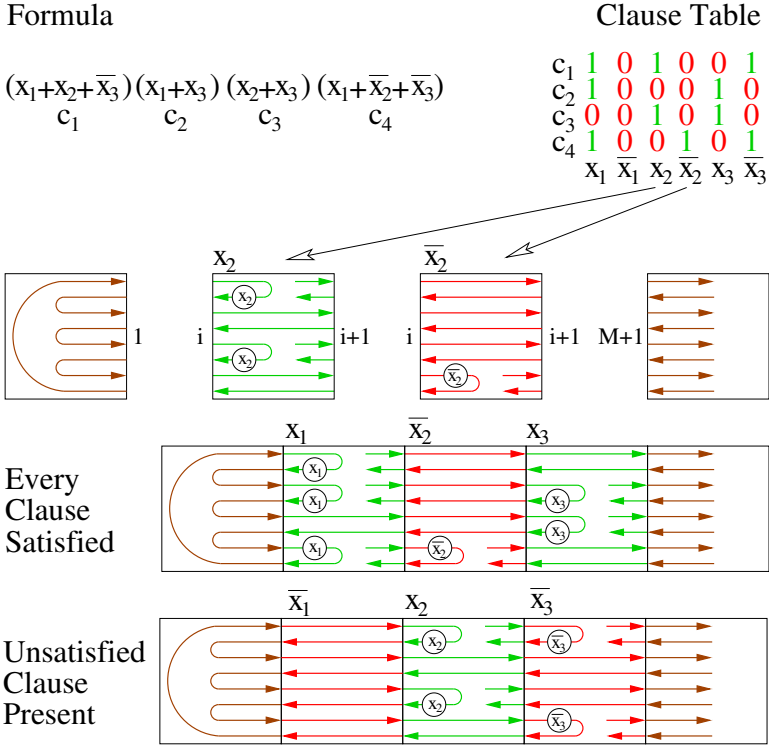 Formula
Clause Table
(x₁+x₂+x̅₃)(x₁+x₃)(x₂+x₃)(x₁+x̅₂+x̅₃)
c₁ c₂ c₃ c₄
c₁ 1 0 1 0 0 1
c₂ 1 0 0 0 1 0
c₃ 0 0 1 0 1 0
c₄ 1 0 0 1 0 1
x₁ x̅₁ x₂ x̅₂ x₃ x̅₃
x₂ x̅₂
x₂
1 i i+1 i i+1 M+1
x₂
x̅₂
x₁ x̅₂ x₃
Every
Clause
Satisfied
x₁
x₁ x₃
x₃
x₁ x̅₂
x̅₁ x₂ x̅₃
Unsatisfied
Clause
Present
x₂ x̅₃
x₂
x̅₃